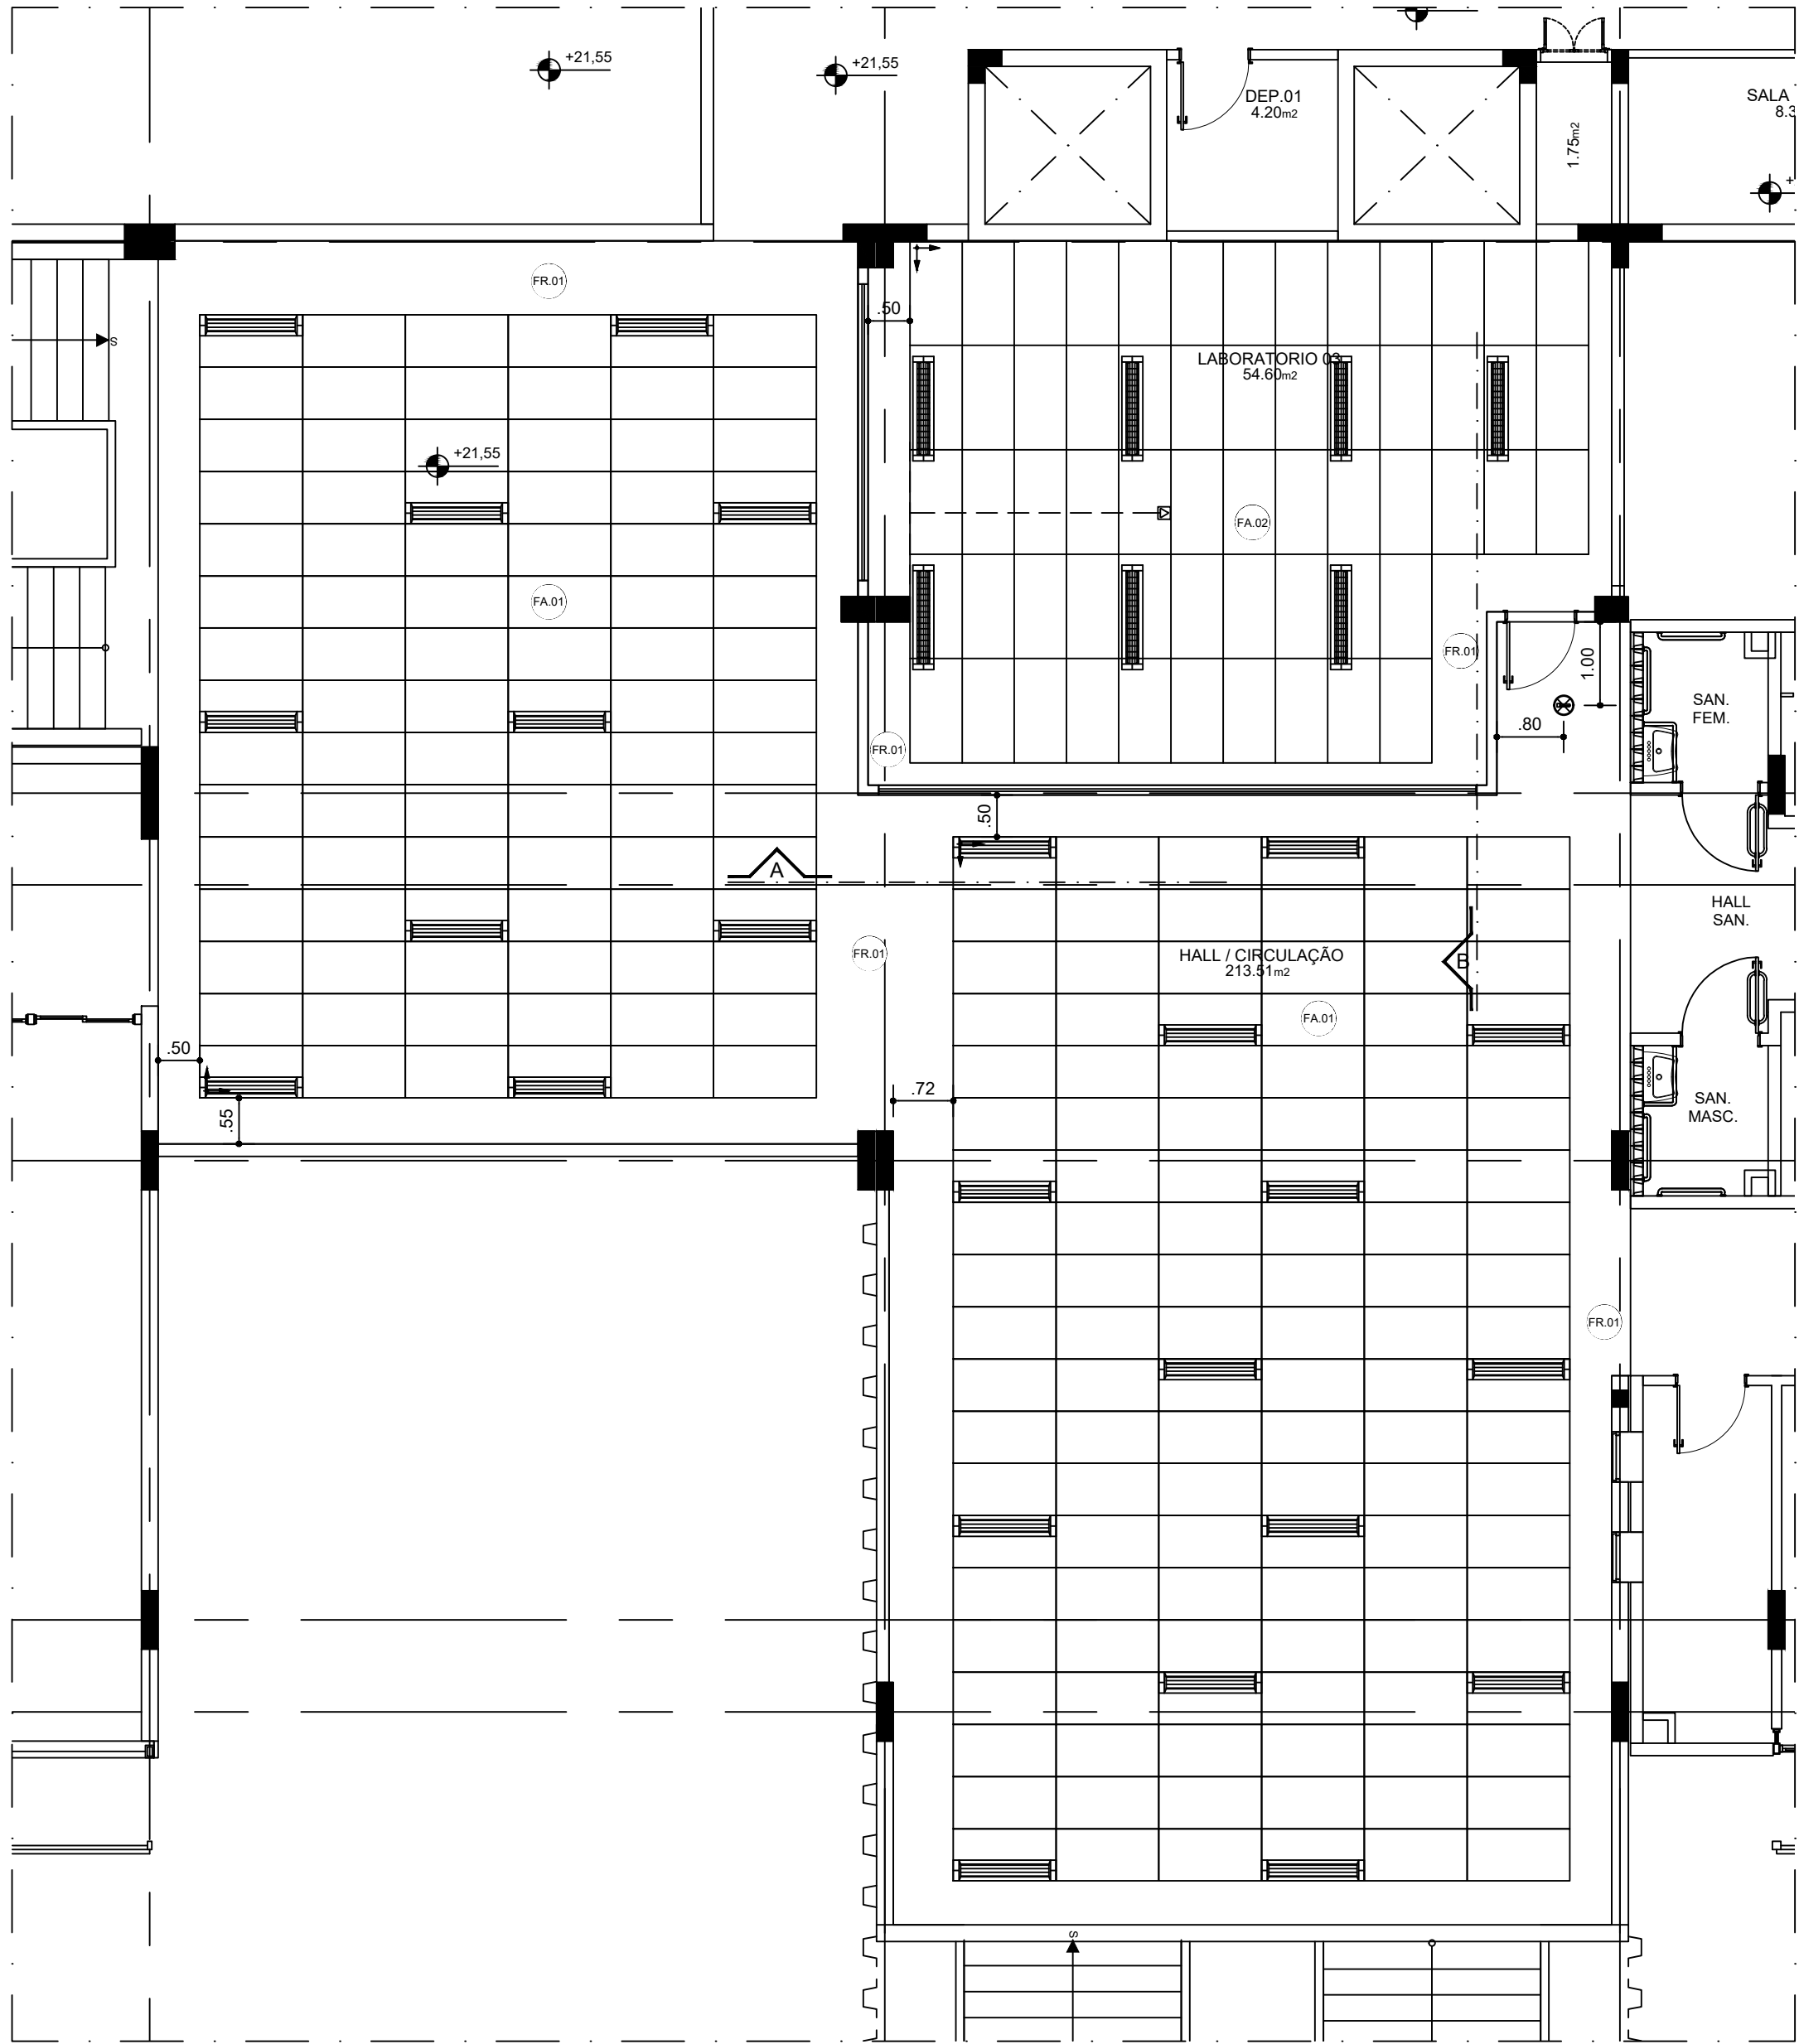 +21,55
+21,55
DEP.01
4.20m2
1.75m2
SALA
8.3
+
FR.01
S
.50
LABORATORIO 03
54.60m2
+21,55
FA.02
FA.01
FR.01
1.00
SAN.
FEM.
.80
FR.01
.50
A
HALL
SAN.
FR.01
HALL / CIRCULAÇÃO
213.51m2
B
FA.01
.50
.72
.55
SAN.
MASC.
FR.01
S